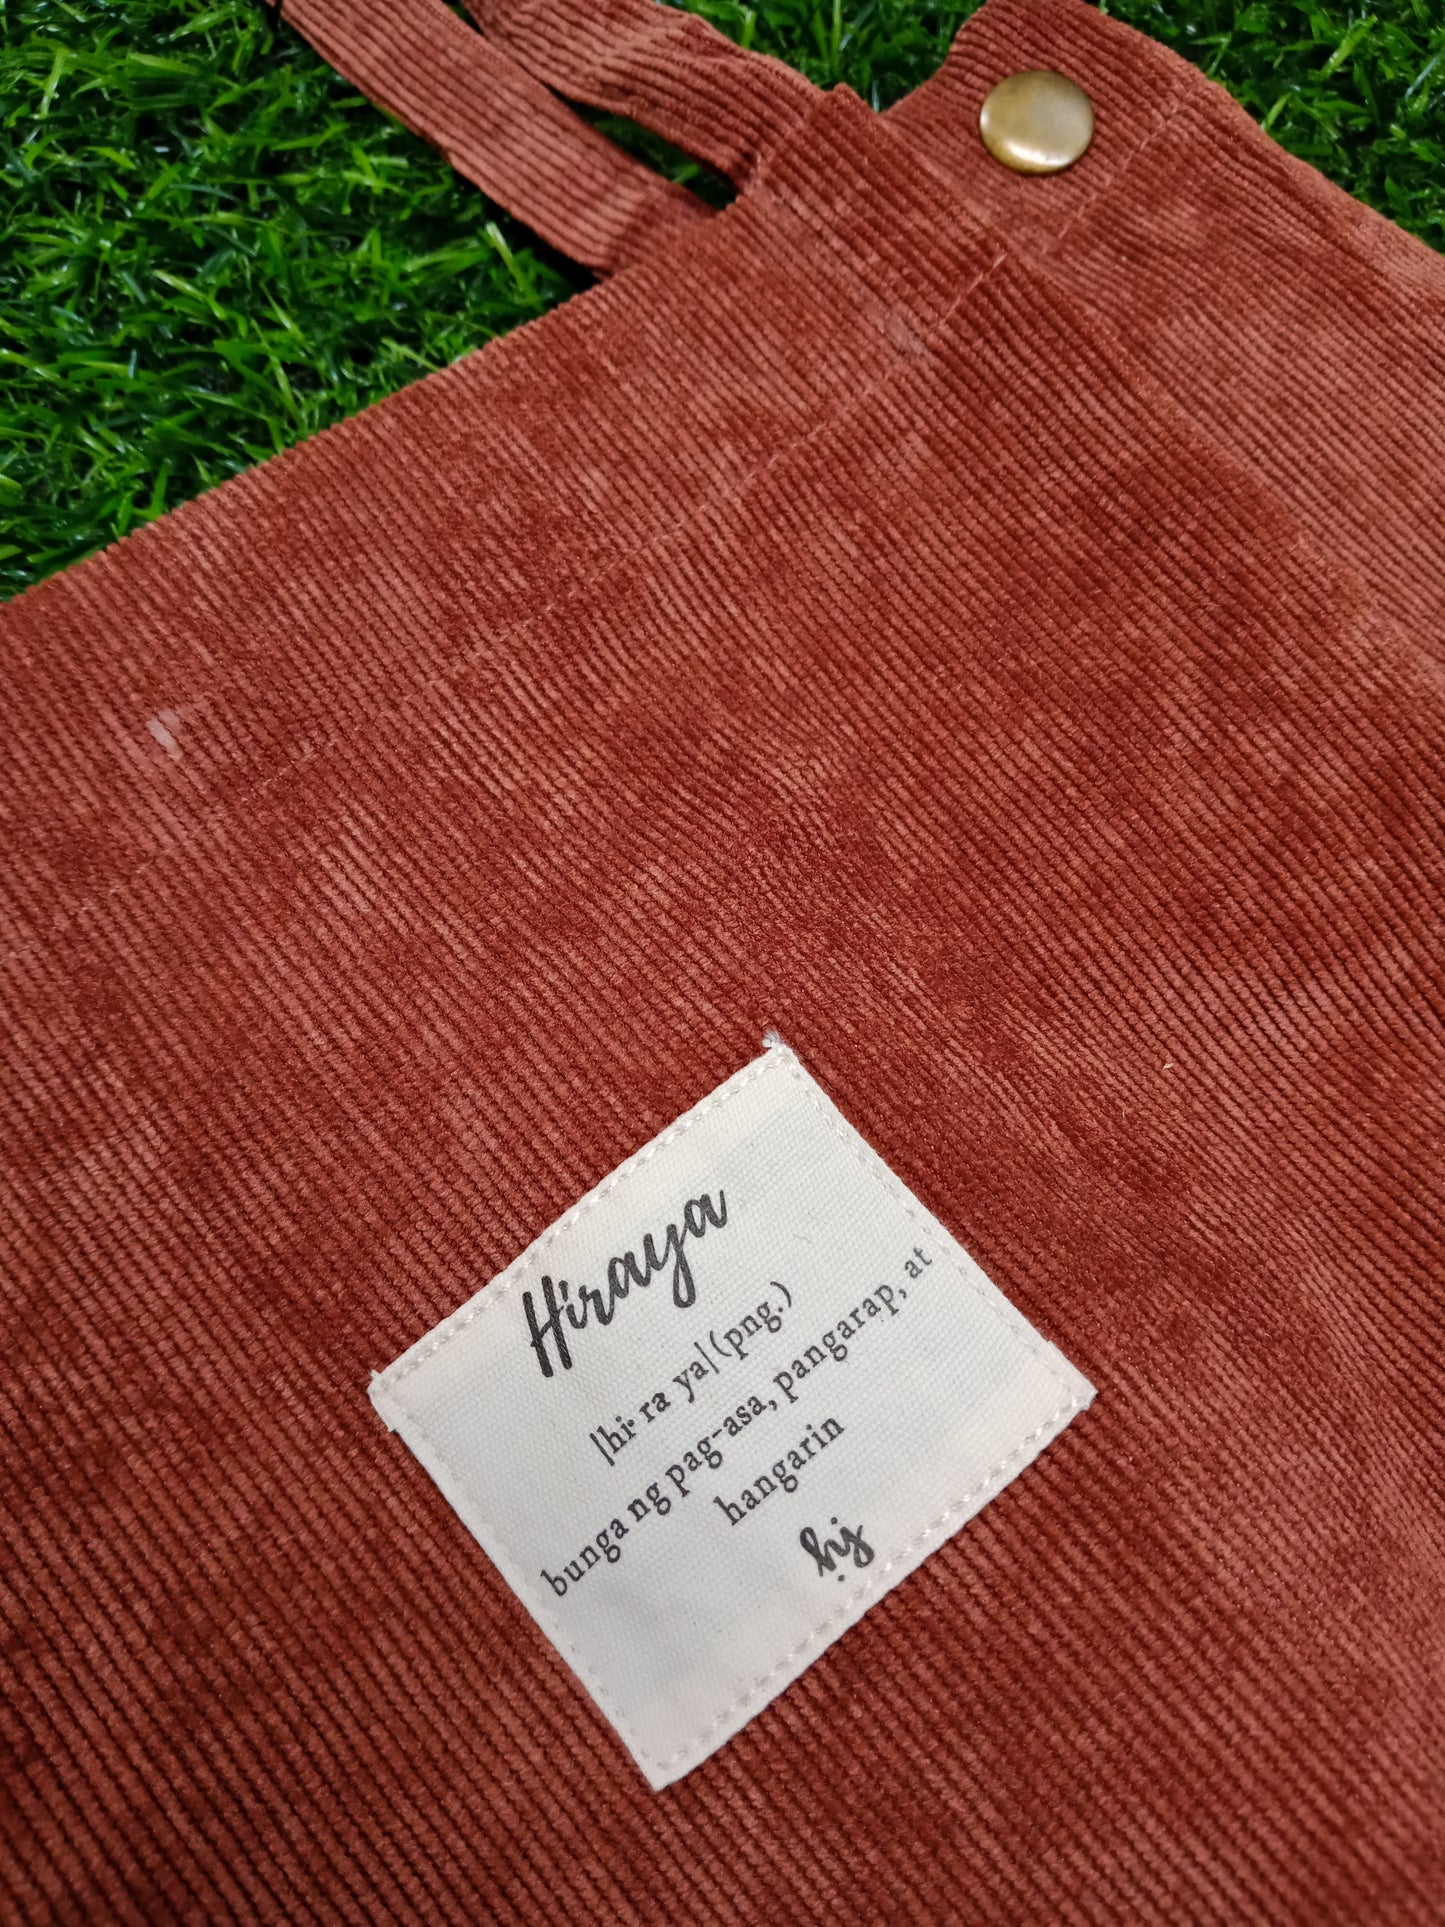 Hiraya
|hi• ra• ya|(png.)
bunga ng pag-asa, pangarap, at
hangarin
hj